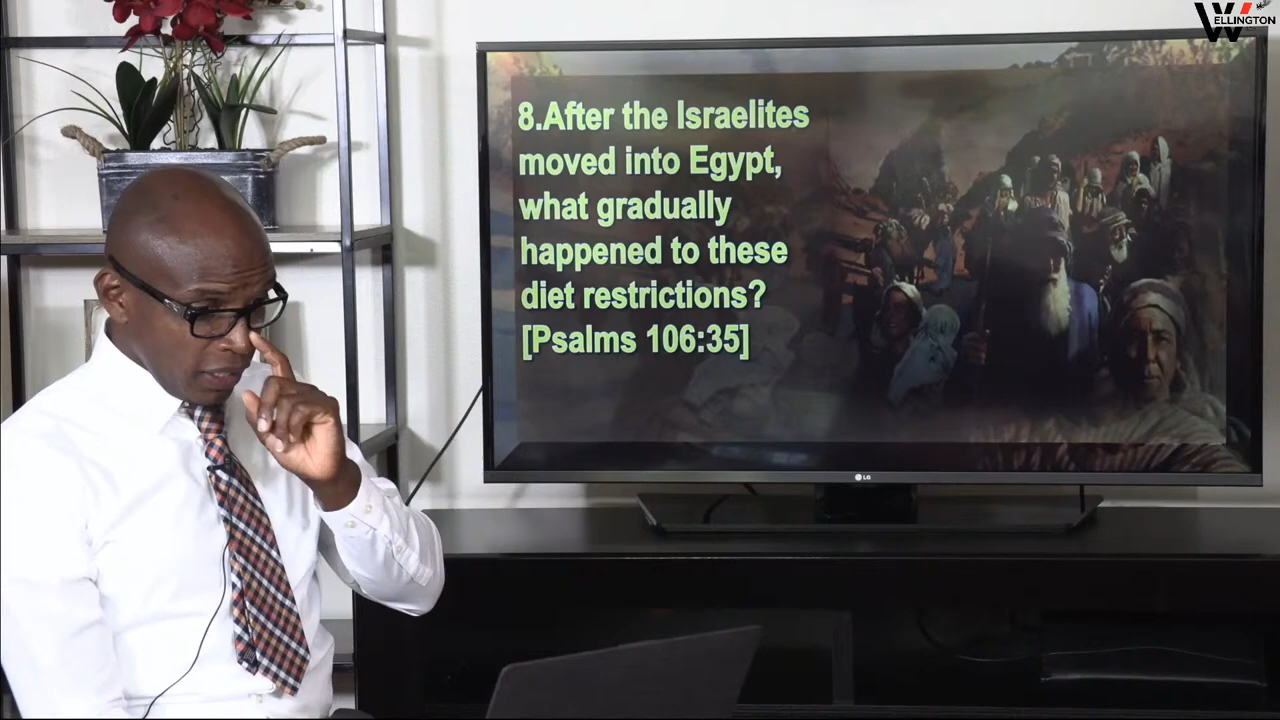 WELLINGTON
8.After the Israelites
moved into Egypt,
what gradually
happened to these
diet restrictions?
[Psalms 106:35]
LG